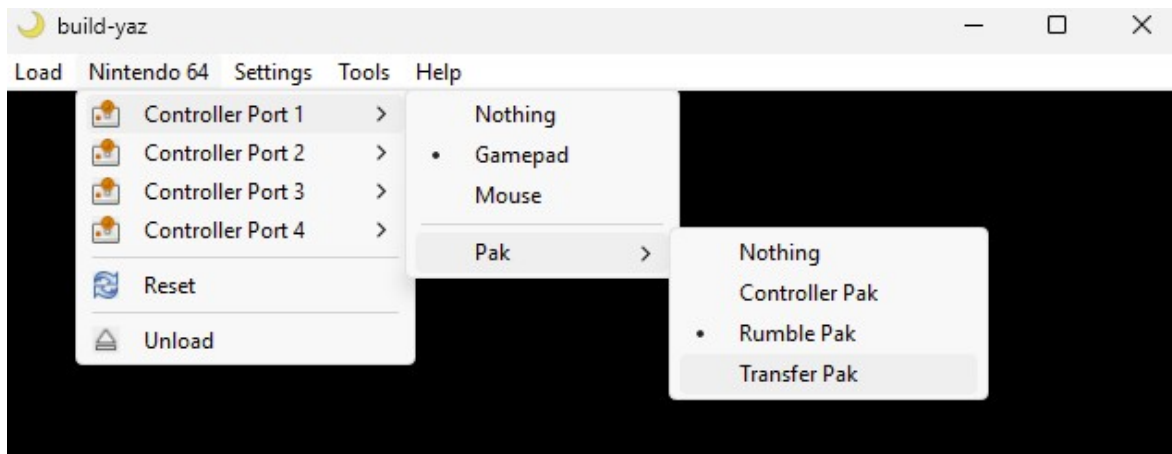 build-yaz
Load Nintendo 64 Settings Tools Help
Controller Port 1
Controller Port 2
Controller Port 3
Controller Port 4
Reset
Unload
Nothing
Gamepad
Mouse
Pak
Nothing
Controller Pak
Rumble Pak
Transfer Pak